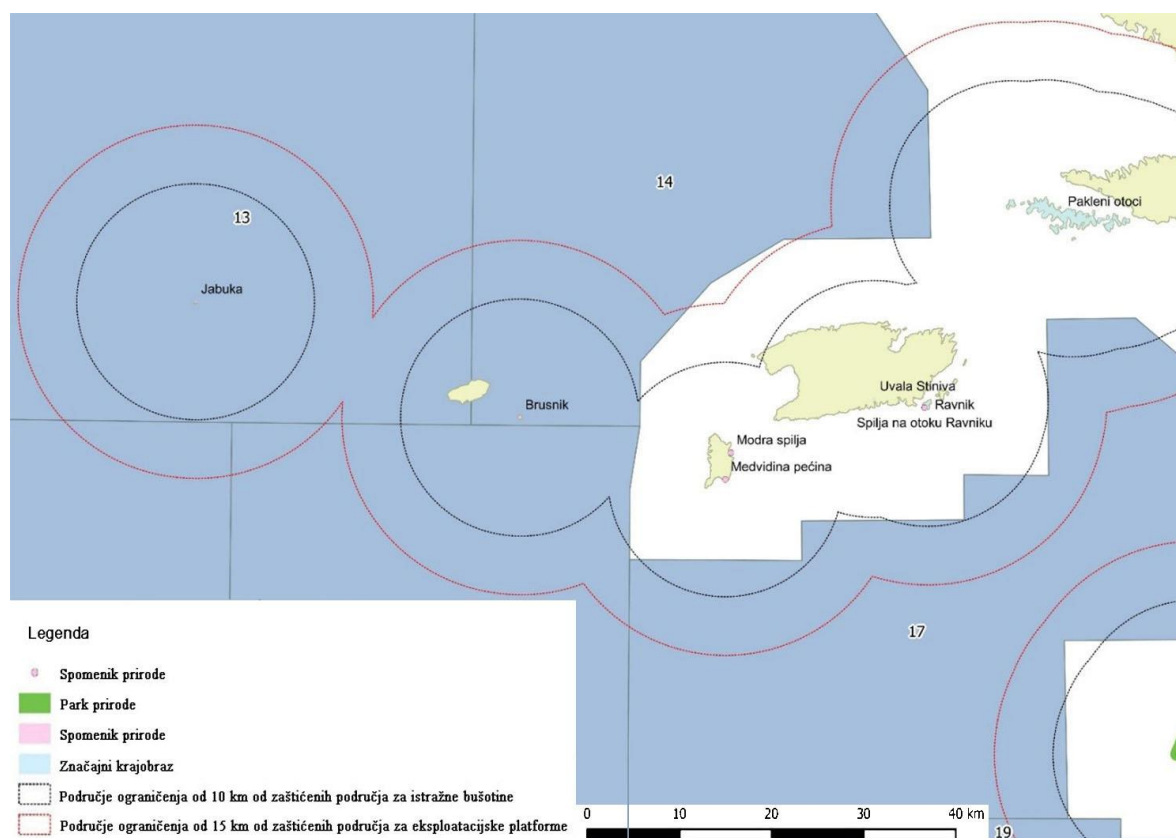 14
Pakleni otoci
13
Jabuka
Uvala Stiniva
Brusnik
Ravnik
Spilja na otoku Ravniku
Modra spilja
Medvidina pećina
17
Legenda
Spomenik prirode
Park prirode
Spomenik prirode
Značajni krajobraz
Područje ograničenja od 10 km od zaštićenih područja za istražne bušotine
Područje ograničenja od 15 km od zaštićenih područja za eksploatacijske platforme
0 10 20 30 40 km
19